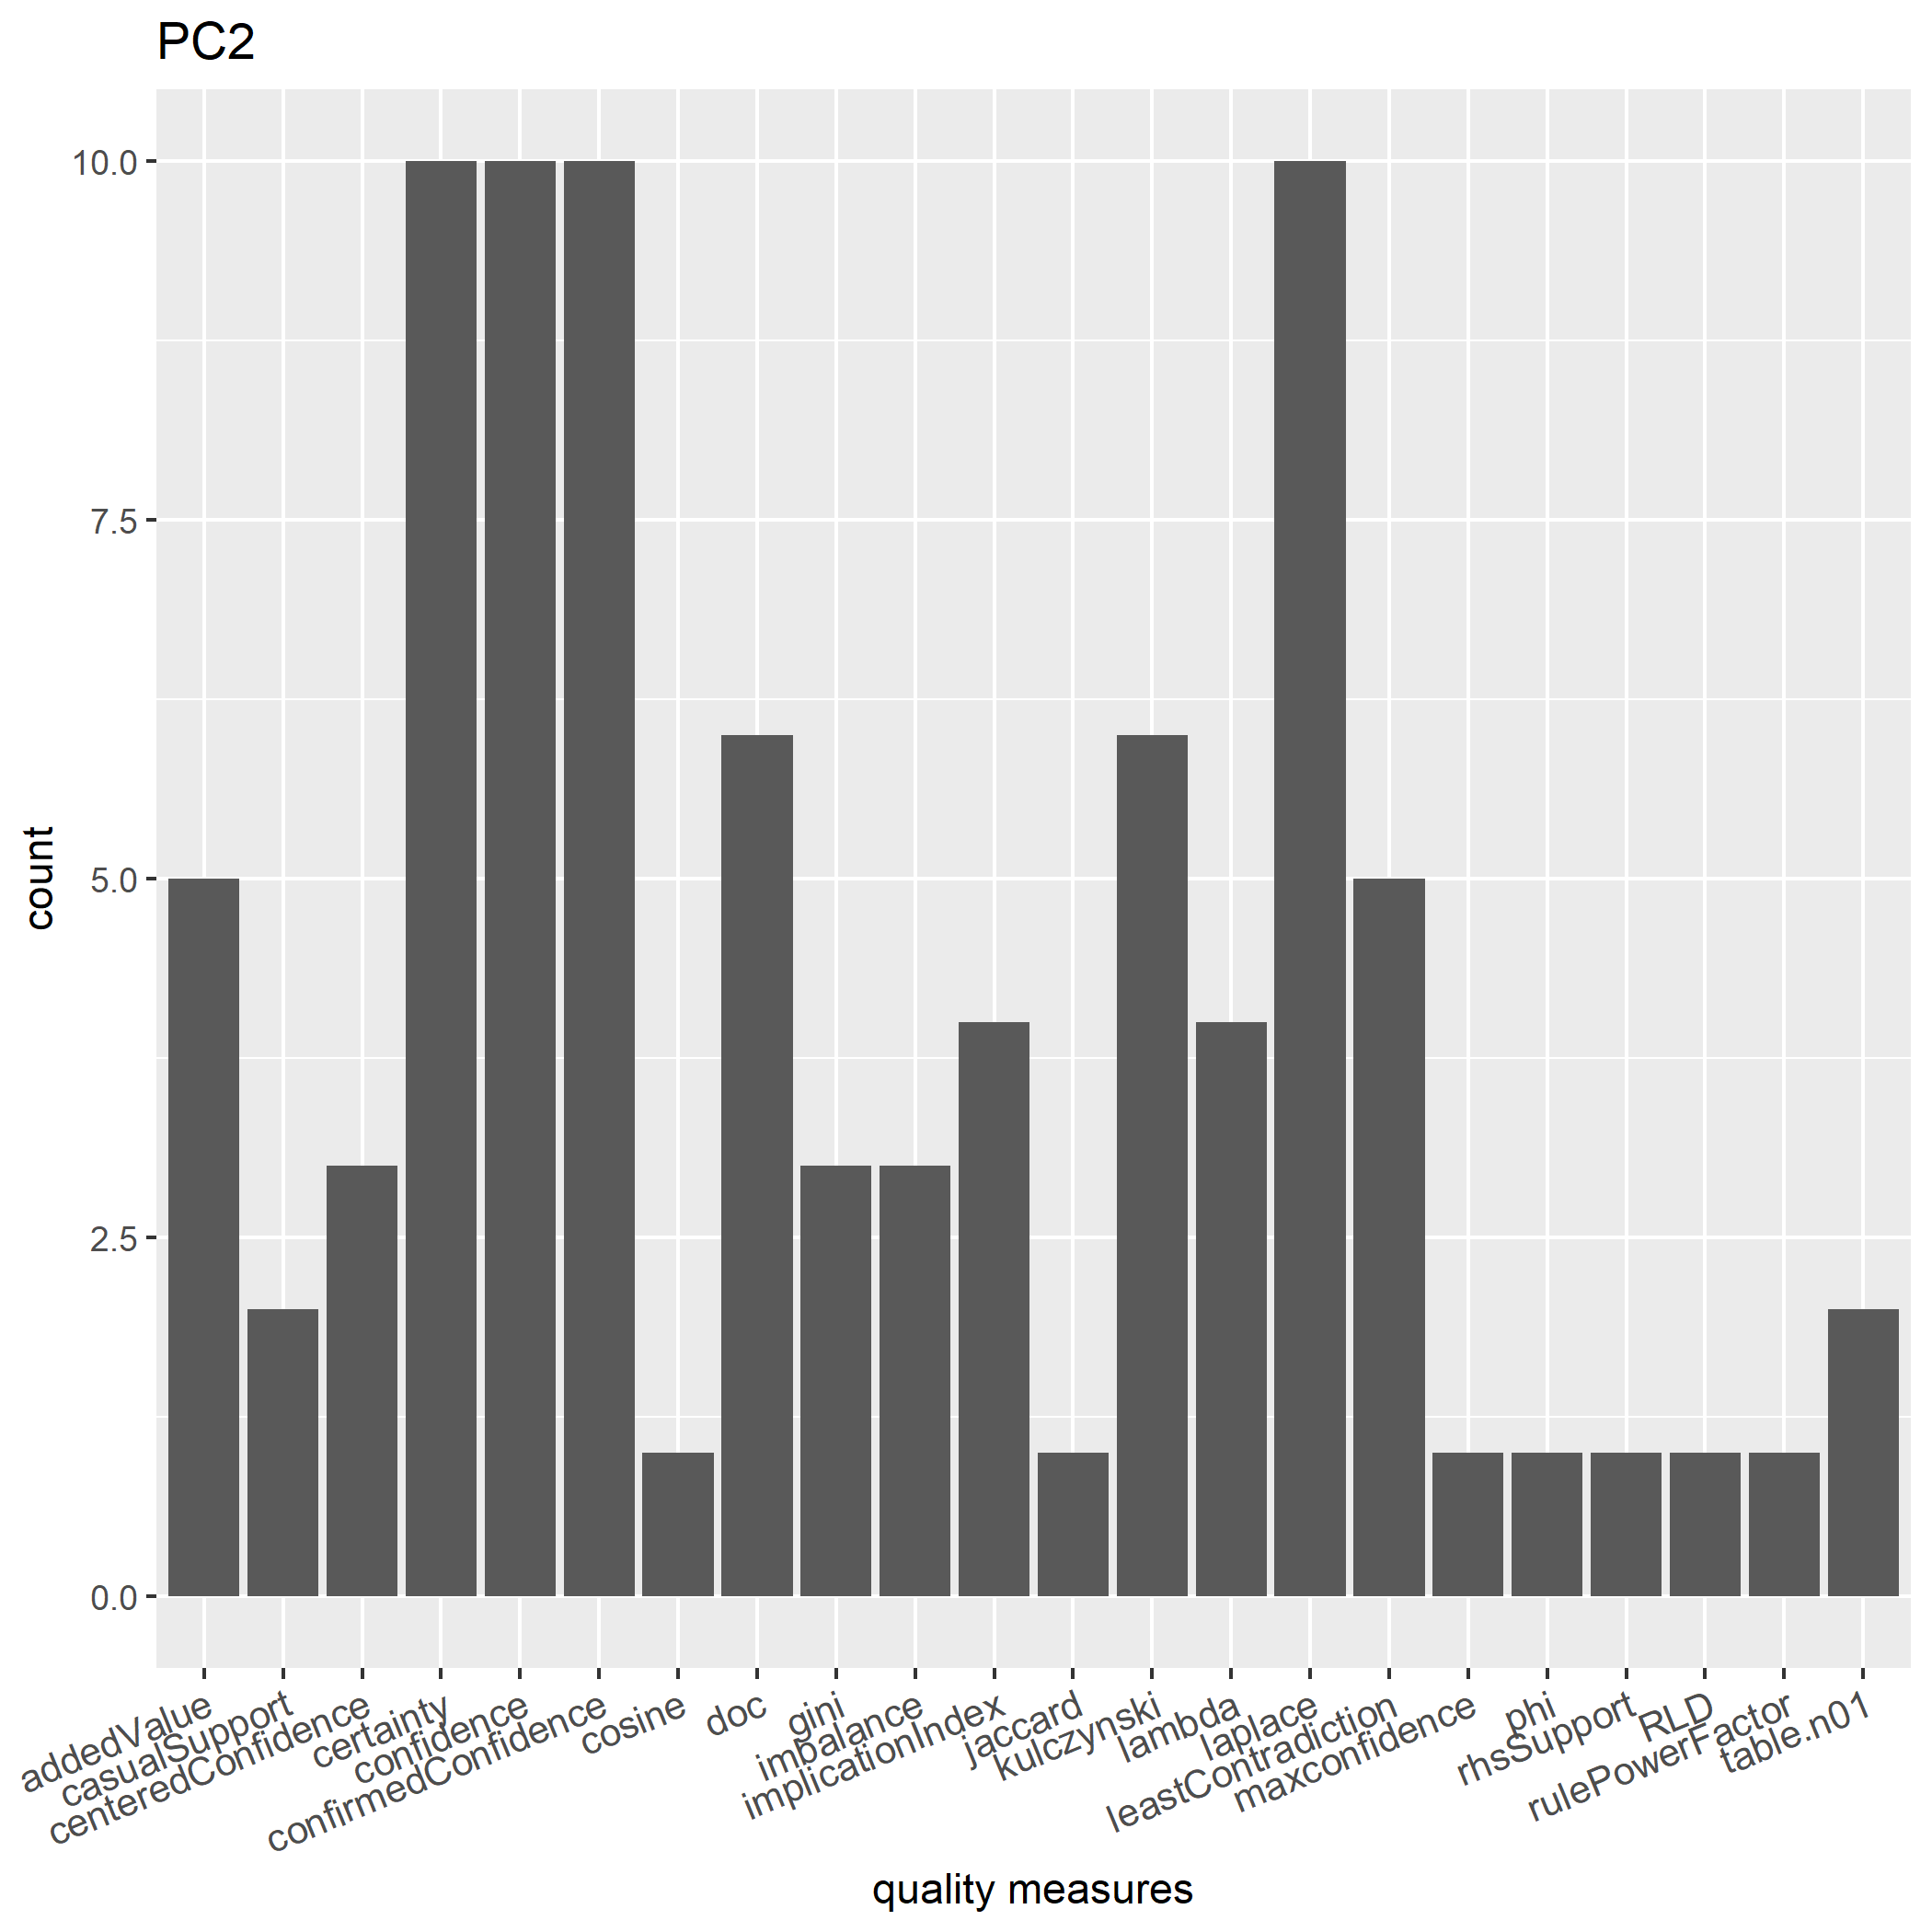 PC2
10.0
7.5
5.0
2.5
0.0
count
addedValue
casualSupport
centeredConfidence
certainty
confidence
confirmedConfidence
cosine
doc
gini
imbalance
implicationIndex
jaccard
kulczynski
lambda
laplace
leastContradiction
maxconfidence
phi
rhsSupport
RLD
rulePowerFactor
table.n01
quality measures